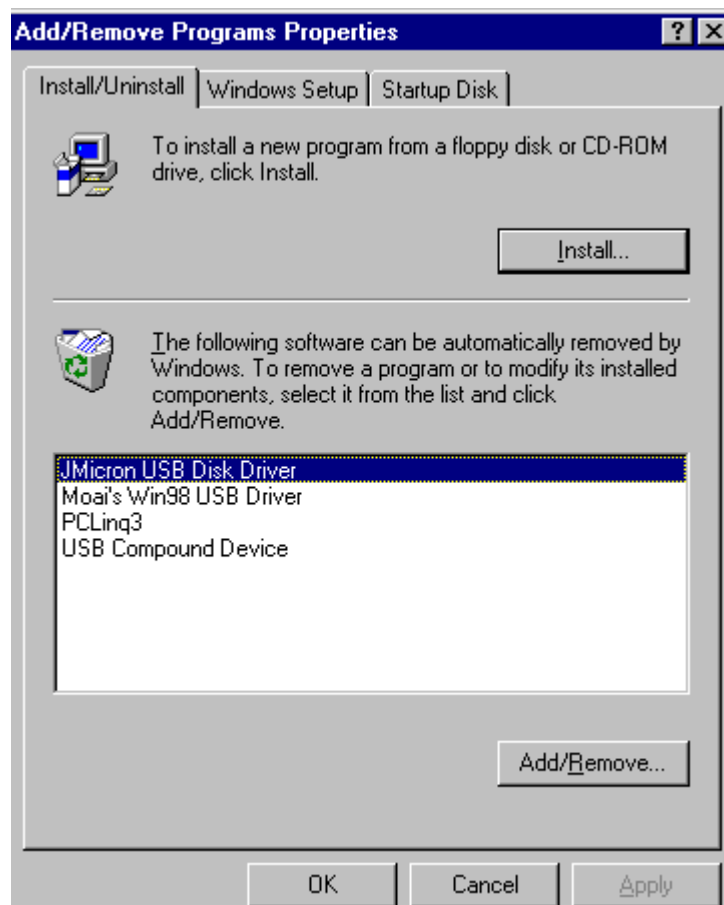 Add/Remove Programs Properties
Install/Uninstall
Windows Setup
Startup Disk
To install a new program from a floppy disk or CD-ROM
drive, click Install.
Install...
The following software can be automatically removed by
Windows. To remove a program or to modify its installed
components, select it from the list and click
Add/Remove.
JMicron USB Disk Driver
Moai's Win98 USB Driver
PCLinq3
USB Compound Device
Add/Remove...
OK
Cancel
Apply